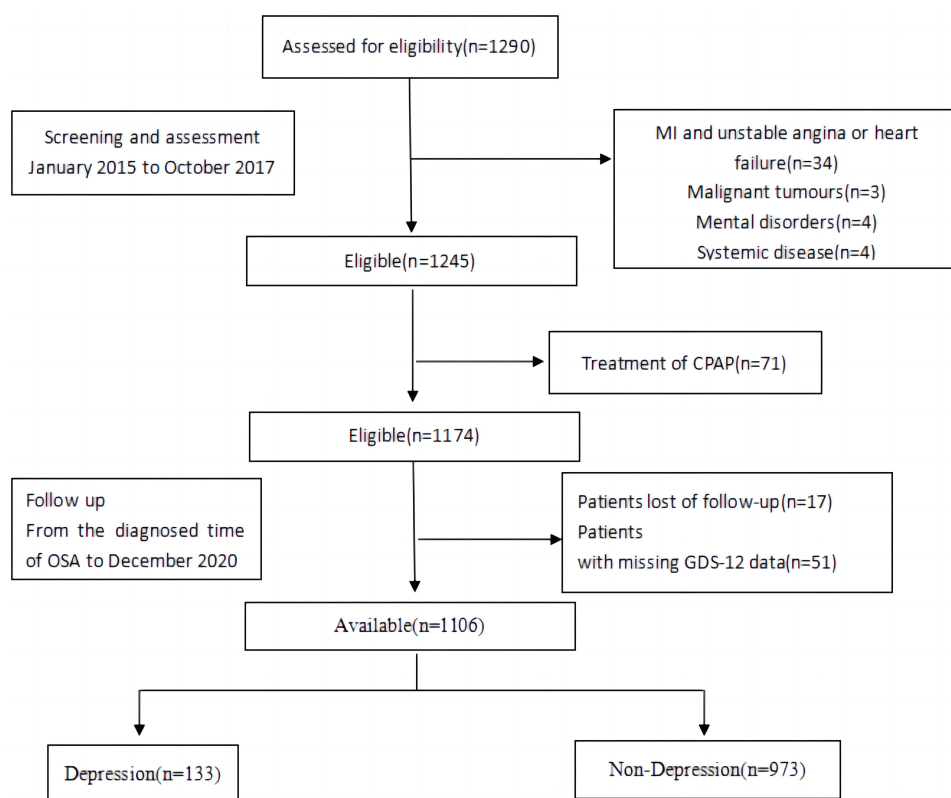 Assessed for eligibility(n=1290)
Screening and assessment
January 2015 to October 2017
MI and unstable angina or heart
failure(n=34)
Malignant tumours(n=3)
Mental disorders(n=4)
Systemic disease(n=4)
Eligible(n=1245)
Treatment of CPAP(n=71)
Eligible(n=1174)
Follow up
From the diagnosed time
of OSA to December 2020
Patients lost of follow-up(n=17)
Patients
with missing GDS-12 data(n=51)
Available(n=1106)
Depression(n=133)
Non-Depression(n=973)